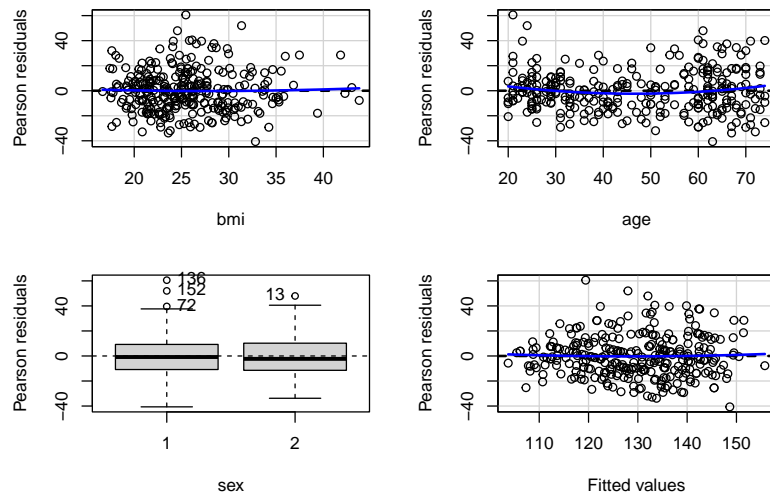 Pearson residuals
40
0
−40
20 25 30 35 40
bmi
Pearson residuals
40
0
−40
20 30 40 50 60 70
age
Pearson residuals
40
0
−40
136
152
72
13
1 2
sex
Pearson residuals
40
0
−40
110 120 130 140 150
Fitted values